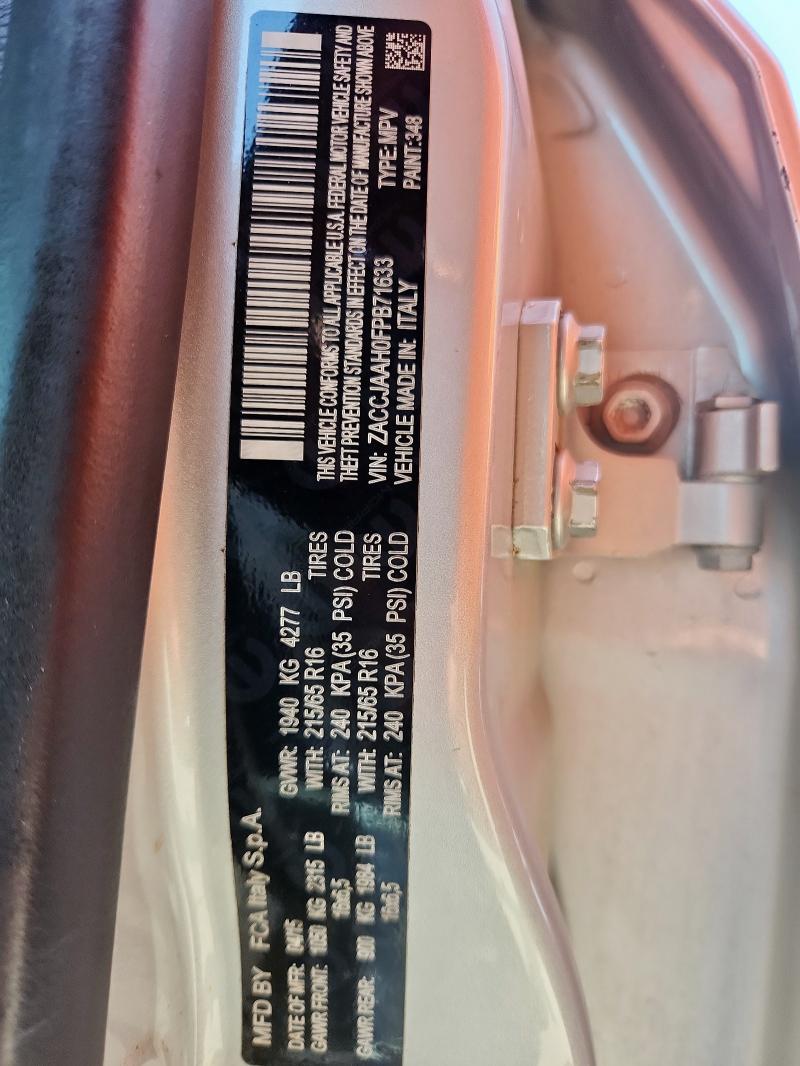 MFD BY FCA Italy S.p.A.
DATE OF MFR: 04/15 GVWR: 1940 KG 4277 LB
GAWR FRONT: 1050 KG 2315 LB WITH: 215/65 R16 TIRES
16x6,5 RIMS AT: 240 KPA(35 PSI) COLD
GAWR REAR: 900 KG 1984 LB WITH: 215/65 R16 TIRES
16x6,5 RIMS AT: 240 KPA(35 PSI) COLD
THIS VEHICLE CONFORMS TO ALL APPLICABLE U.S.A. FEDERAL MOTOR VEHICLE SAFETY AND
THEFT PREVENTION STANDARDS IN EFFECT ON THE DATE OF MANUFACTURE SHOWN ABOVE
VIN: ZACCJAAH0FPB71633 TYPE: MPV
VEHICLE MADE IN: ITALY PAINT: 348